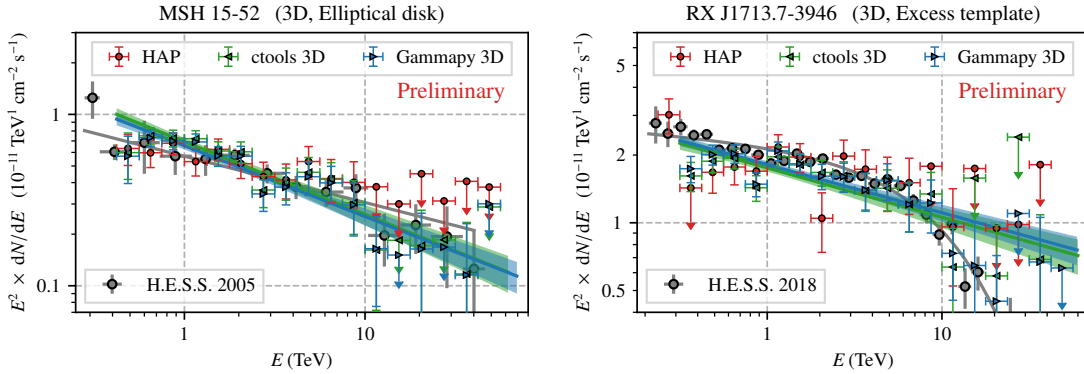 MSH 15-52 (3D, Elliptical disk)
HAP ctools 3D Gammapy 3D
Preliminary
H.E.S.S. 2005
E² × dN/dE (10⁻¹¹ TeV¹ cm⁻² s⁻¹)
1
0.1
1 10
E (TeV)
RX J1713.7-3946 (3D, Excess template)
HAP ctools 3D Gammapy 3D
Preliminary
H.E.S.S. 2018
E² × dN/dE (10⁻¹¹ TeV¹ cm⁻² s⁻¹)
5
2
1
0.5
1 10
E (TeV)